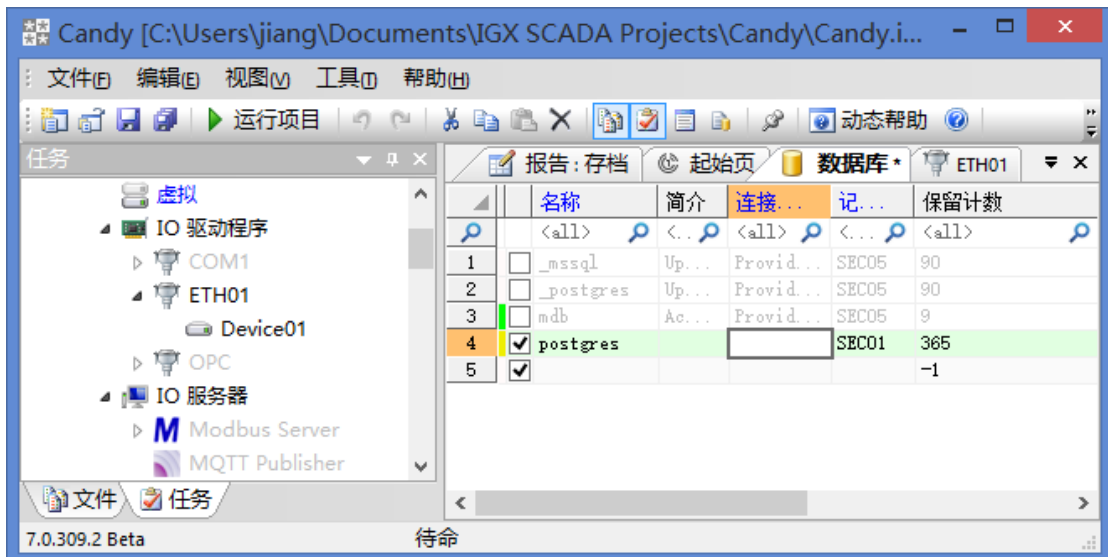 Candy [C:\Users\jiang\Documents\IGX SCADA Projects\Candy\Candy.i...
文件(F) 编辑(E) 视图(V) 工具(T) 帮助(H)
运行项目 动态帮助
任务
虚拟
IO 驱动程序
COM1
ETH01
Device01
OPC
IO 服务器
Modbus Server
MQTT Publisher
文件 任务
报告:存档 起始页 数据库* ETH01
名称 简介 连接... 记... 保留计数
<all> <.. <all> <... <all>
1 _mssql Up... Provid... SEC05 90
2 _postgres Up... Provid... SEC05 90
3 mdb Ac... Provid... SEC05 9
4 postgres SEC01 365
5 -1
7.0.309.2 Beta 待命